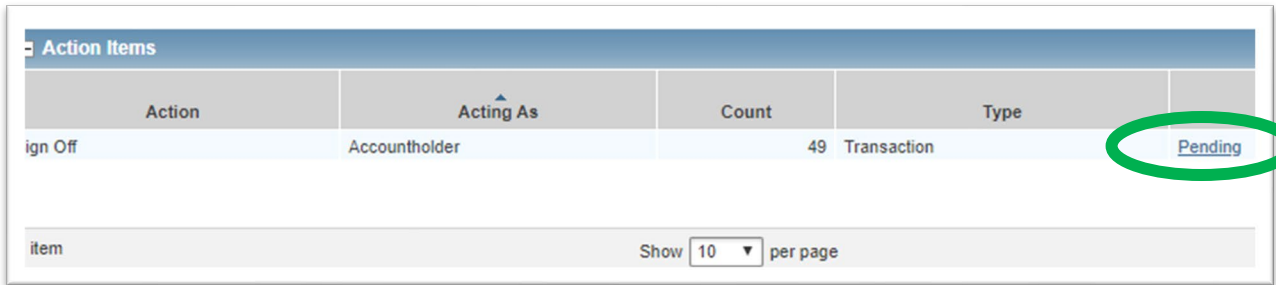 Action Items
Action Acting As Count Type
ign Off Accountholder 49 Transaction Pending
item Show 10 per page